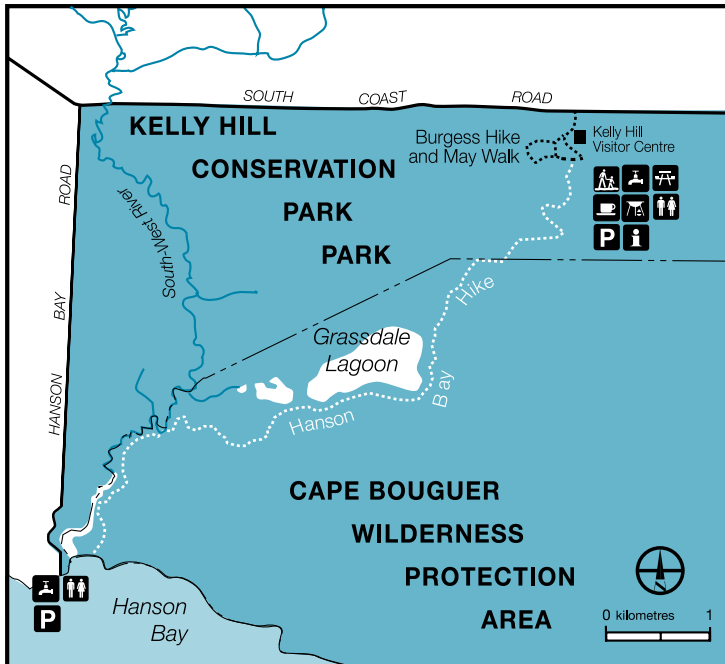 SOUTH COAST ROAD
KELLY HILL
CONSERVATION
PARK
PARK
Burgess Hike
and May Walk
Kelly Hill
Visitor Centre
P i
HANSON BAY ROAD
South-West River
Grassdale
Lagoon
Hanson Bay Hike
CAPE BOUGUER
WILDERNESS
PROTECTION
AREA
P
Hanson
Bay
0 kilometres 1